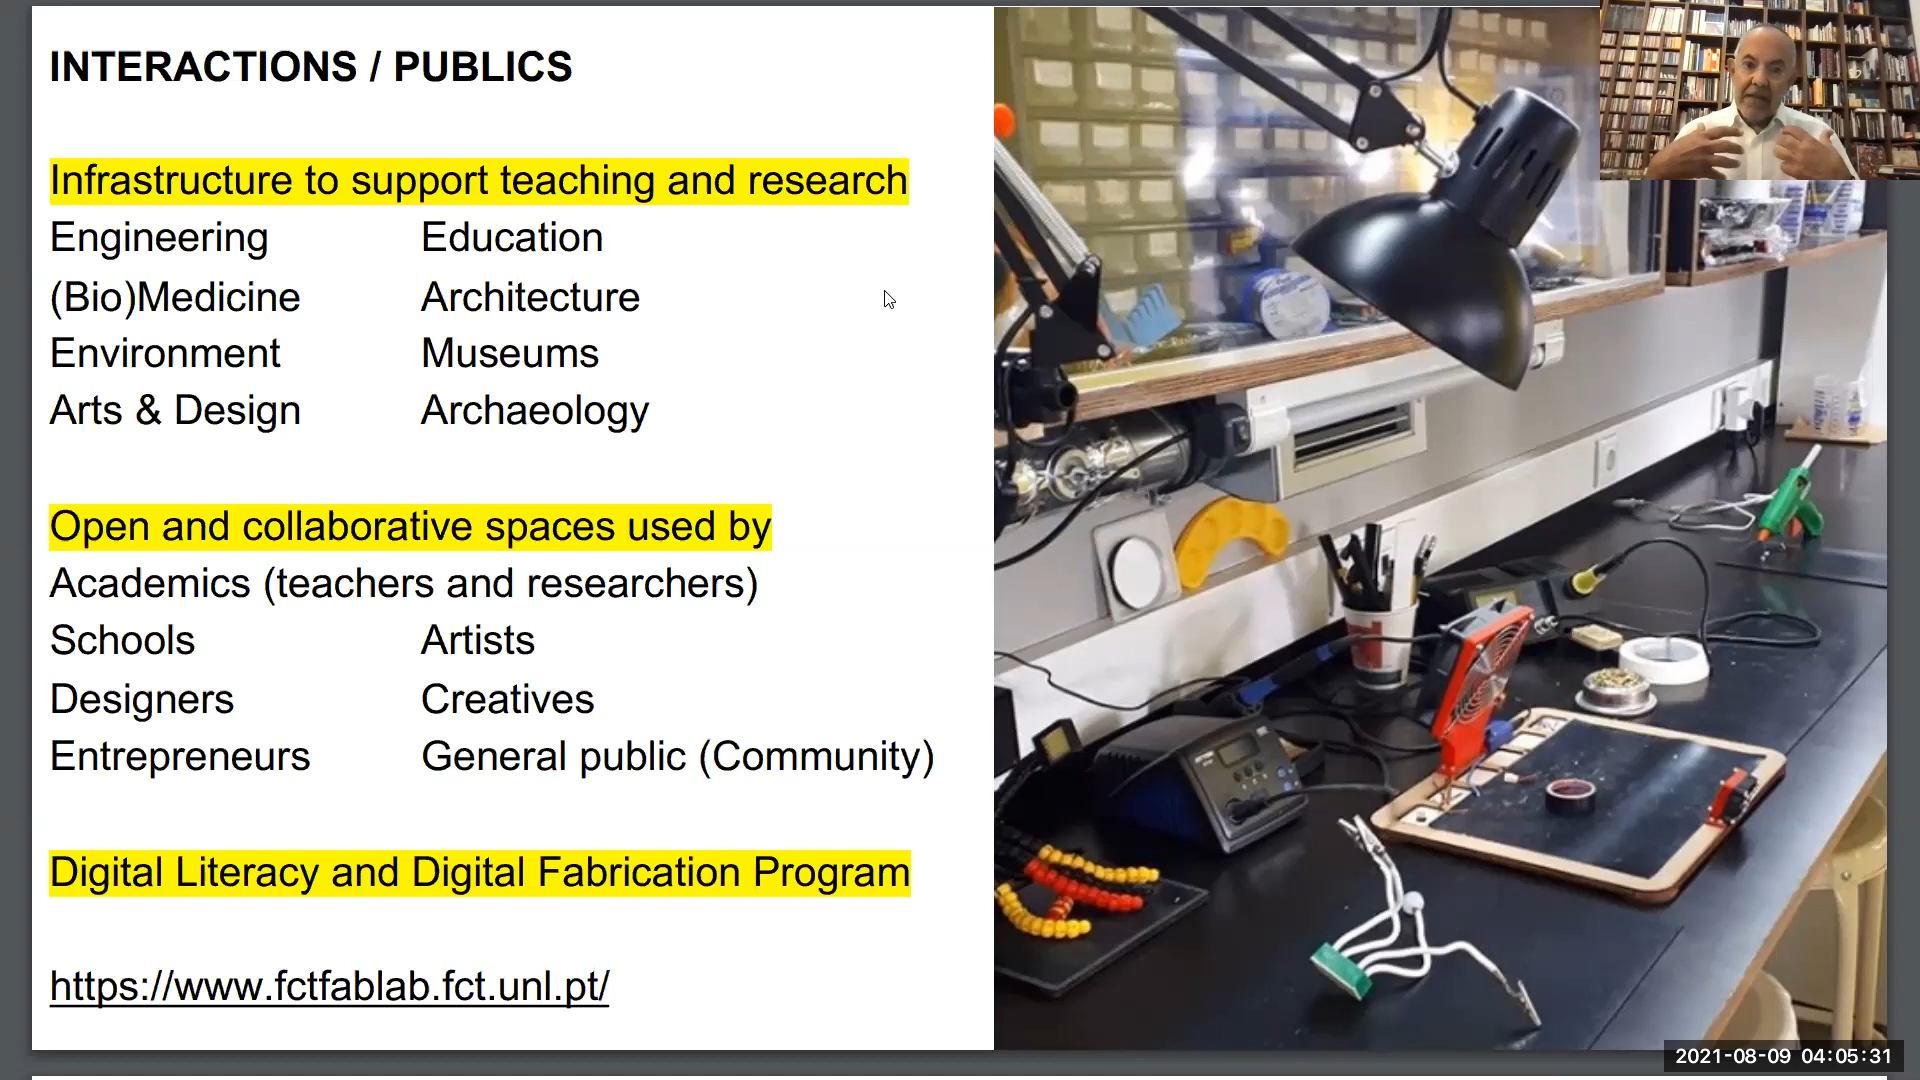 INTERACTIONS / PUBLICS
Infrastructure to support teaching and research
Engineering Education
(Bio)Medicine Architecture
Environment Museums
Arts & Design Archaeology
Open and collaborative spaces used by
Academics (teachers and researchers)
Schools Artists
Designers Creatives
Entrepreneurs General public (Community)
Digital Literacy and Digital Fabrication Program
https://www.fctfablab.fct.unl.pt/
2021-08-09 04:05:31